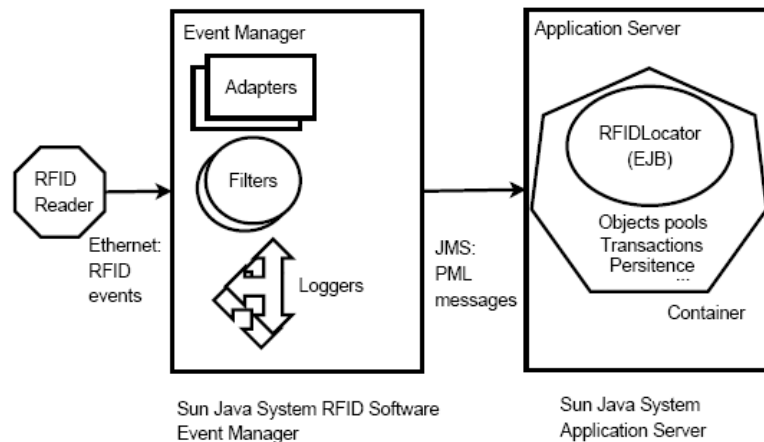 Event Manager
Adapters
Filters
Loggers
RFID
Reader
Ethernet:
RFID
events
JMS:
PML
messages
Application Server
RFIDLocator
(EJB)
Objects pools
Transactions
Persitence
...
Container
Sun Java System RFID Software
Event Manager
Sun Java System
Application Server